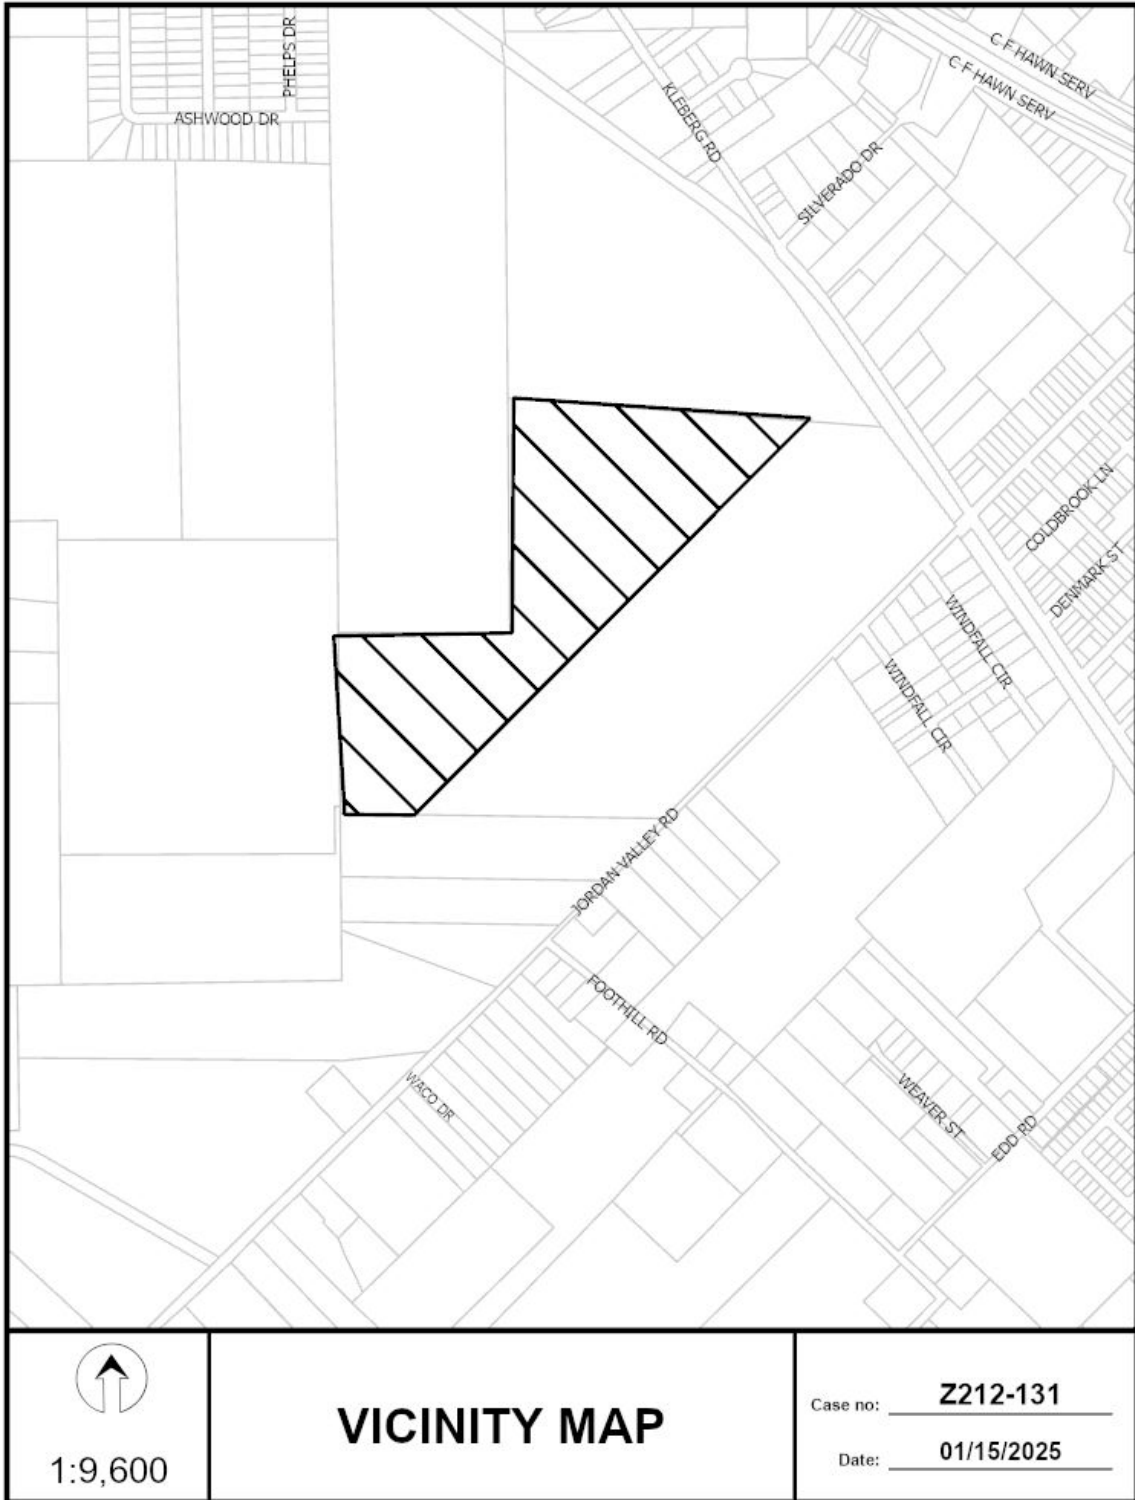 PHELPS DR
ASHWOOD DR
KLEBERG RD
C F HAWN SERV
C F HAWN SERV
SILVERADO DR
COLDBROOK LN
DENMARK ST
WINDFALL CIR
WINDFALL CIR
JORDAN VALLEY RD
FOOTHILL RD
WACO DR
WEAVER ST
EDD RD
1:9,600
VICINITY MAP
Case no: Z212-131
Date: 01/15/2025